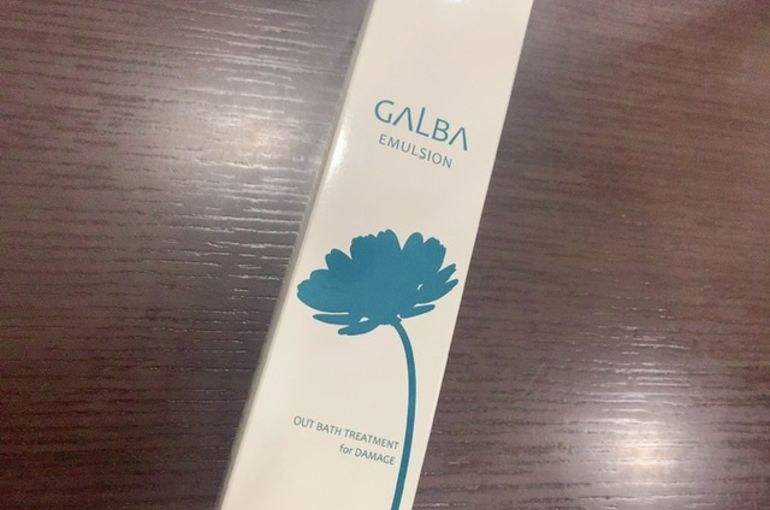 GALBA
EMULSION
OUT BATH TREATMENT
for DAMAGE